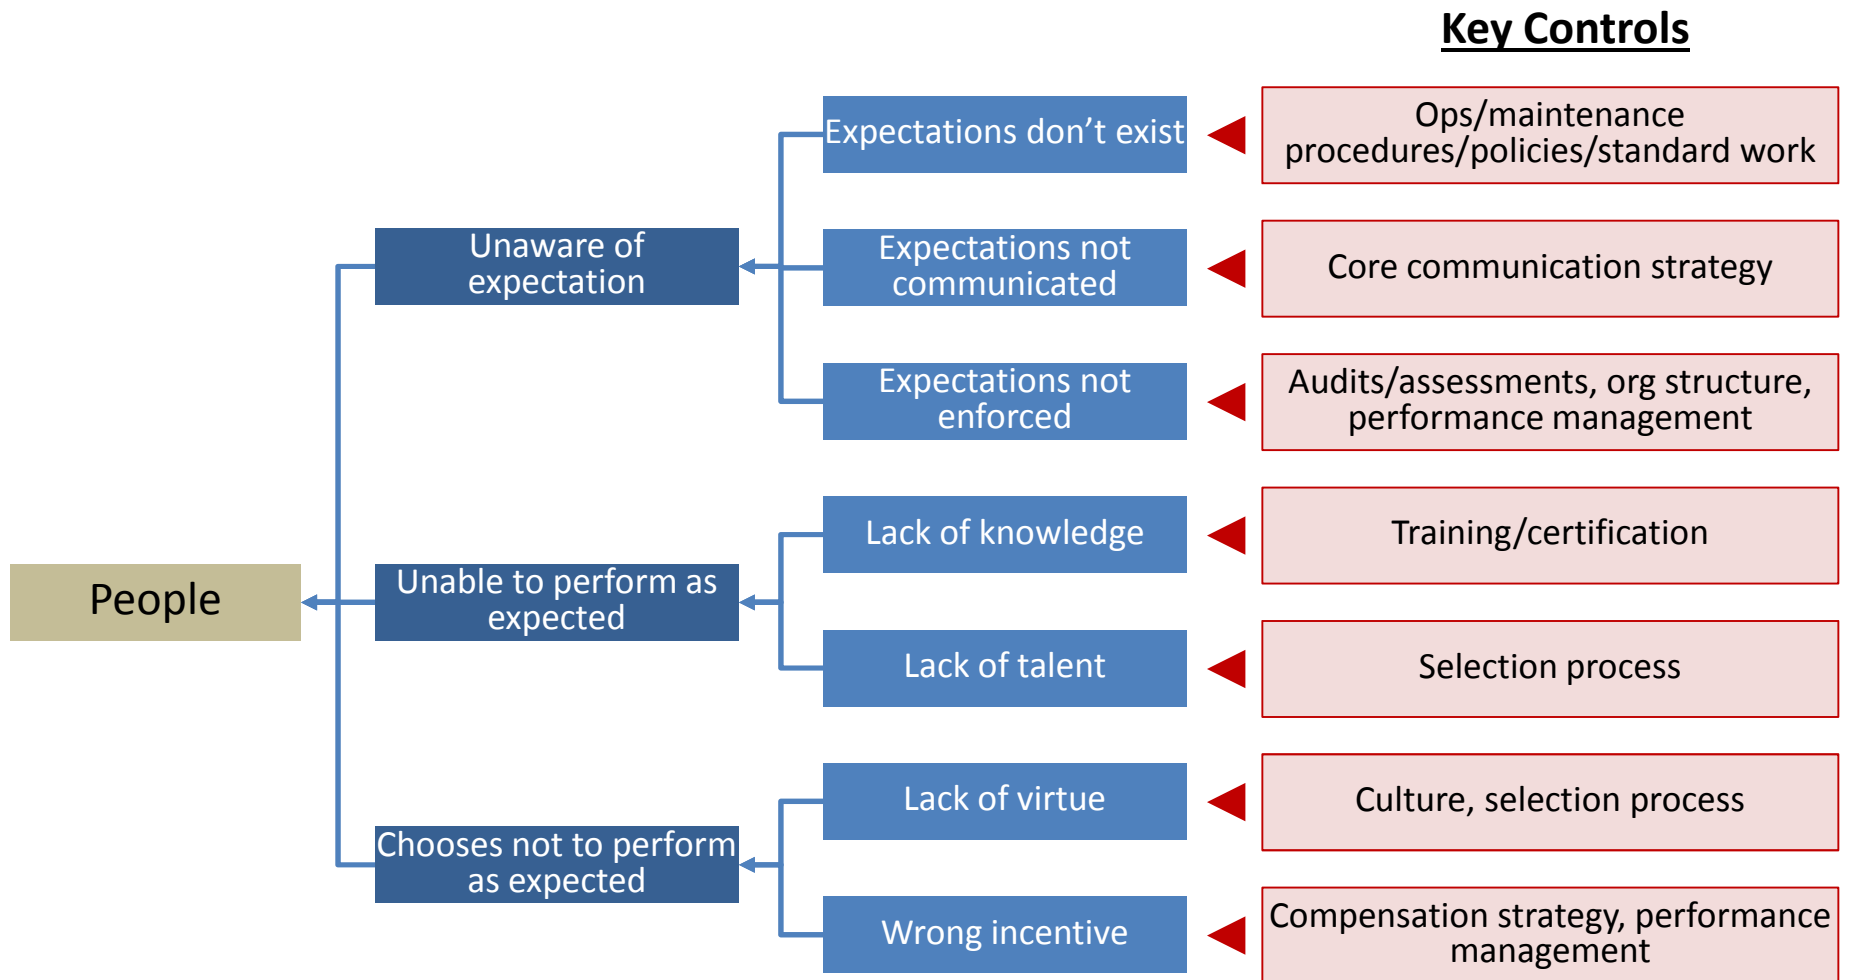 Key Controls
Expectations don’t exist
Ops/maintenance
procedures/policies/standard work
Unaware of
expectation
Expectations not
communicated
Core communication strategy
Expectations not
enforced
Audits/assessments, org structure,
performance management
People
Unable to perform as
expected
Lack of knowledge
Training/certification
Lack of talent
Selection process
Chooses not to perform
as expected
Lack of virtue
Culture, selection process
Wrong incentive
Compensation strategy, performance
management